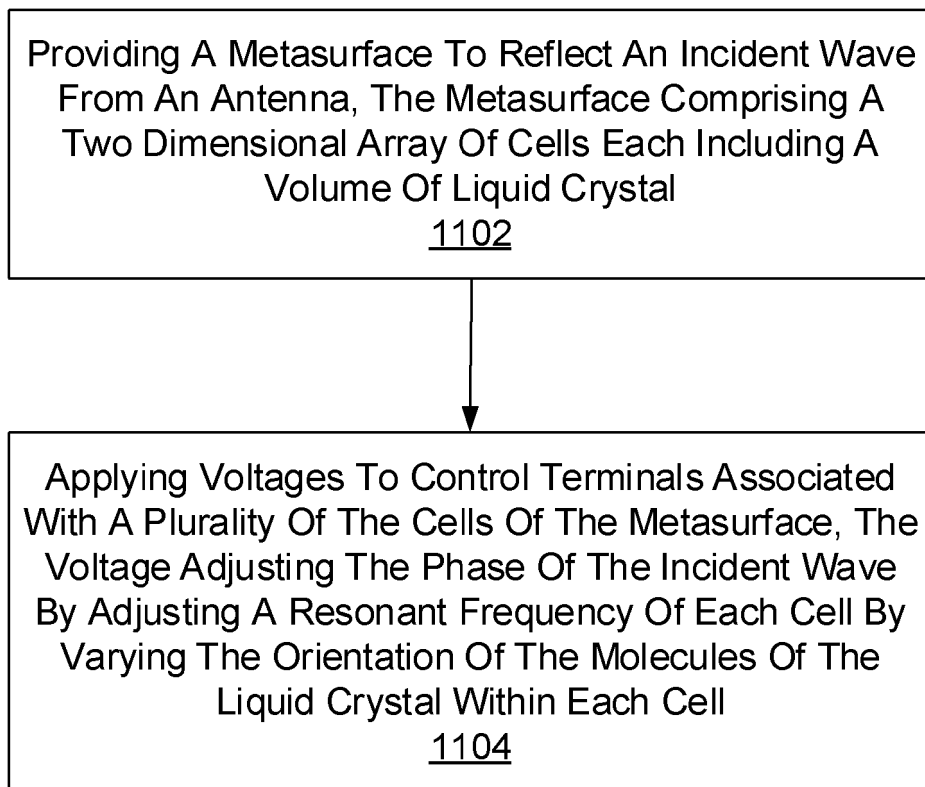 Providing A Metasurface To Reflect An Incident Wave
From An Antenna, The Metasurface Comprising A
Two Dimensional Array Of Cells Each Including A
Volume Of Liquid Crystal
1102
Applying Voltages To Control Terminals Associated
With A Plurality Of The Cells Of The Metasurface, The
Voltage Adjusting The Phase Of The Incident Wave
By Adjusting A Resonant Frequency Of Each Cell By
Varying The Orientation Of The Molecules Of The
Liquid Crystal Within Each Cell
1104